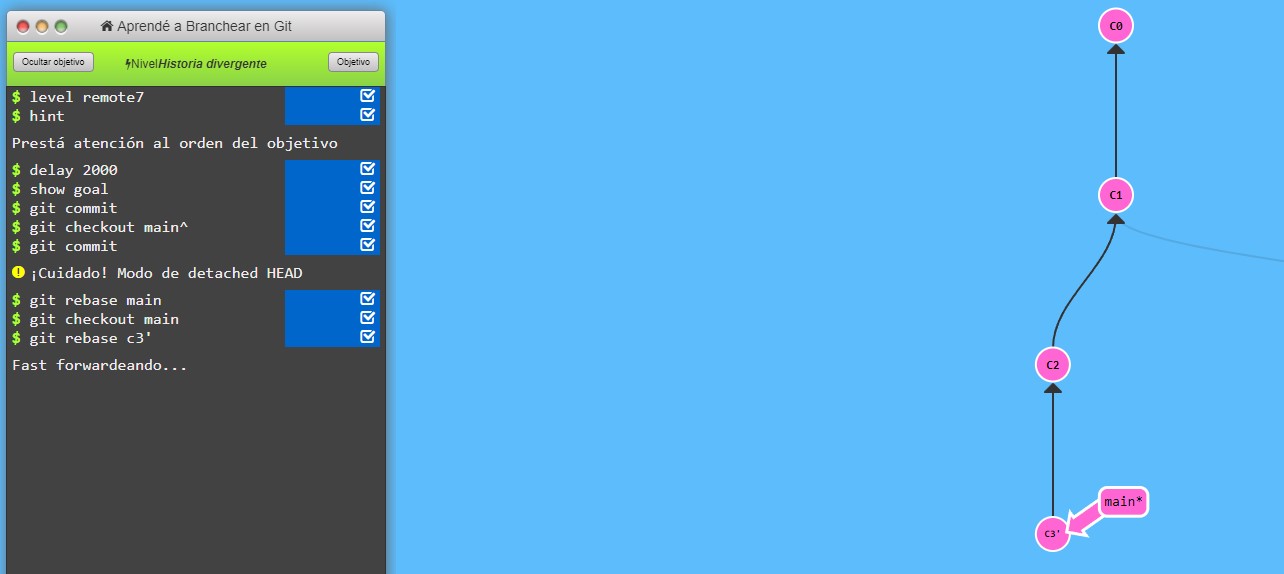 Aprendé a Branchear en Git
Ocultar objetivo
NivelHistoria divergente
Objetivo
$ level remote7
$ hint
Prestá atención al orden del objetivo
$ delay 2000
$ show goal
$ git commit
$ git checkout main^
$ git commit
¡Cuidado! Modo de detached HEAD
$ git rebase main
$ git checkout main
$ git rebase c3'
Fast forwardeando...
C0
C1
C2
main*
C3'